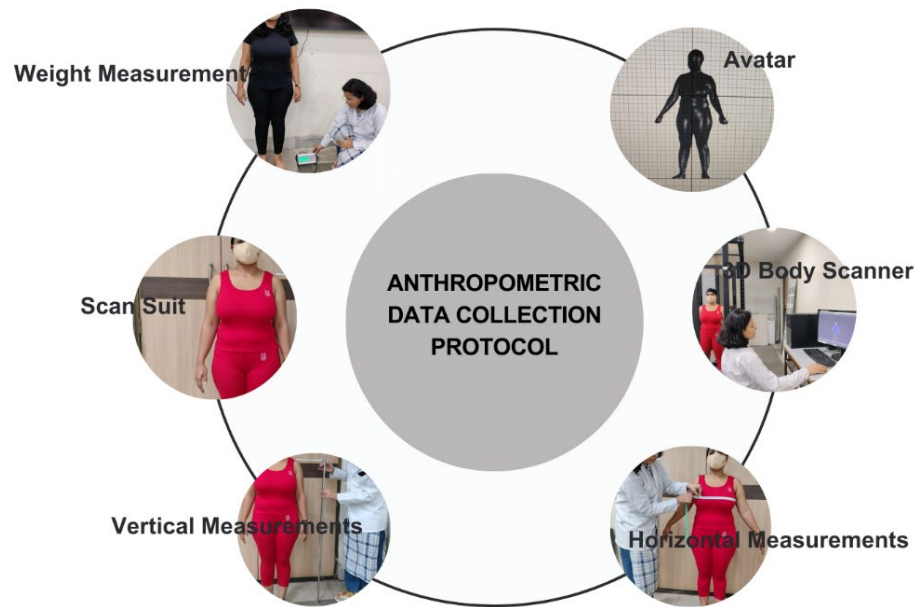 Weight Measurement
Avatar
Scan Suit
ANTHROPOMETRIC
DATA COLLECTION
PROTOCOL
3D Body Scanner
Vertical Measurements
Horizontal Measurements